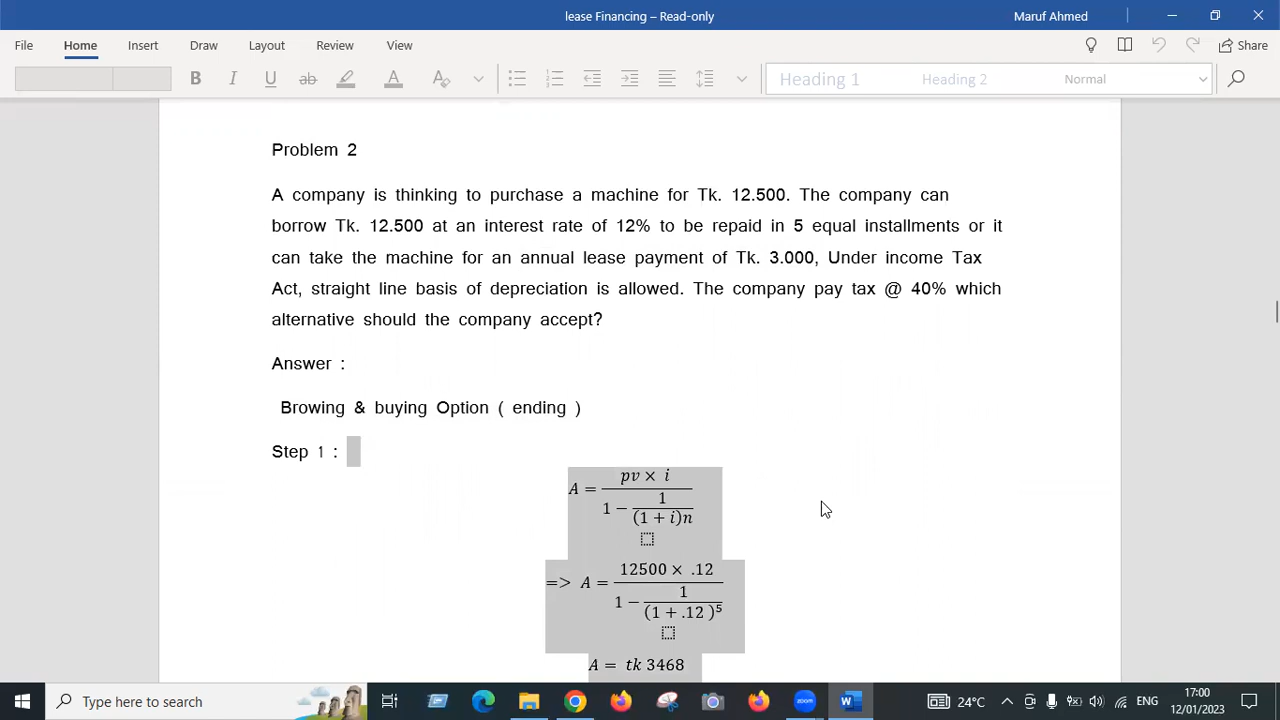 lease Financing – Read-only
Maruf Ahmed
File Home Insert Draw Layout Review View
Share
B I U ab A A
Heading 1 Heading 2 Normal
Problem 2
A company is thinking to purchase a machine for Tk. 12.500. The company can
borrow Tk. 12.500 at an interest rate of 12% to be repaid in 5 equal installments or it
can take the machine for an annual lease payment of Tk. 3.000, Under income Tax
Act, straight line basis of depreciation is allowed. The company pay tax @ 40% which
alternative should the company accept?
Answer :
Browing & buying Option ( ending )
Step 1 :
pv × i
A =
1 − 1
(1 + i)n
12500 × .12
=> A =
1 − 1
(1 + .12 )⁵
A = tk 3468
Type here to search
24°C
ENG
17:00
12/01/2023